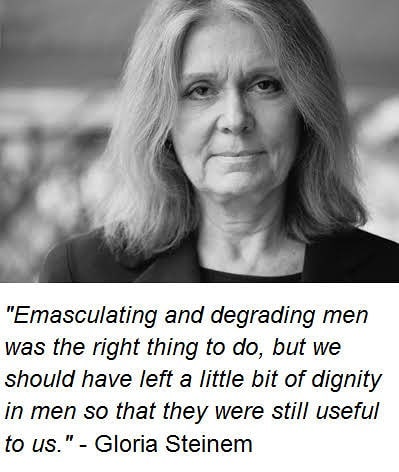 "Emasculating and degrading men
was the right thing to do, but we
should have left a little bit of dignity
in men so that they were still useful
to us." - Gloria Steinem